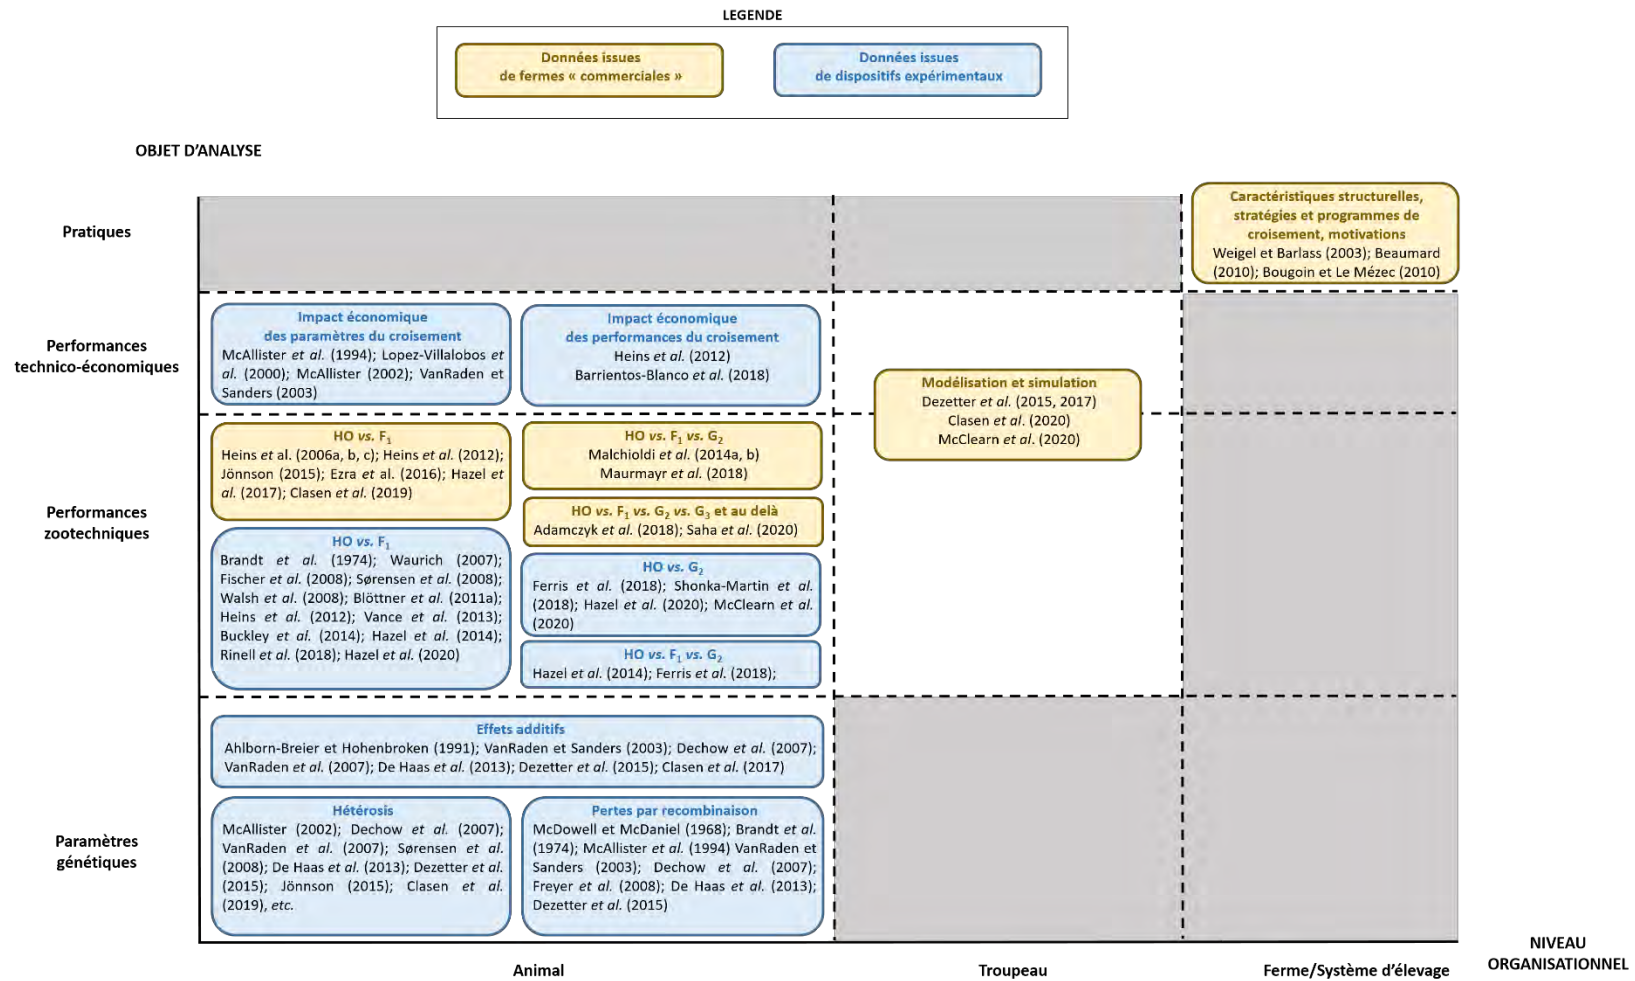 LEGENDE
Données issues
de fermes « commerciales »
Données issues
de dispositifs expérimentaux
OBJET D'ANALYSE
Pratiques
Caractéristiques structurelles,
stratégies et programmes de
croisement, motivations
Weigel et Barlass (2003); Beaumard
(2010); Bougoin et Le Mézec (2010)
Performances
technico-économiques
Impact économique
des paramètres du croisement
McAllister et al. (1994); Lopez-Villalobos et
al. (2000); McAllister (2002); VanRaden et
Sanders (2003)
Impact économique
des performances du croisement
Heins et al. (2012)
Barrientos-Blanco et al. (2018)
Modélisation et simulation
Dezetter et al. (2015, 2017)
Clasen et al. (2020)
McClearn et al. (2020)
Performances
zootechniques
HO vs. F1
Heins et al. (2006a, b, c); Heins et al. (2012);
Jönnson (2015); Ezra et al. (2016); Hazel et
al. (2017); Clasen et al. (2019)
HO vs. F1 vs. G2
Malchioldi et al. (2014a, b)
Maurmayr et al. (2018)
HO vs. F1 vs. G2 vs. G3 et au delà
Adamczyk et al. (2018); Saha et al. (2020)
HO vs. F1
Brandt et al. (1974); Waurich (2007);
Fischer et al. (2008); Sørensen et al. (2008);
Walsh et al. (2008); Blöttner et al. (2011a);
Heins et al. (2012); Vance et al. (2013);
Buckley et al. (2014); Hazel et al. (2014);
Rinell et al. (2018); Hazel et al. (2020)
HO vs. G2
Ferris et al. (2018); Shonka-Martin et al.
(2018); Hazel et al. (2020); McClearn et al.
(2020)
HO vs. F1 vs. G2
Hazel et al. (2014); Ferris et al. (2018);
Paramètres
génétiques
Effets additifs
Ahlborn-Breier et Hohenbroken (1991); VanRaden et Sanders (2003); Dechow et al. (2007);
VanRaden et al. (2007); De Haas et al. (2013); Dezetter et al. (2015); Clasen et al. (2017)
Hétérosis
McAllister (2002); Dechow et al. (2007);
VanRaden et al. (2007); Sørensen et al.
(2008); De Haas et al. (2013); Dezetter et al.
(2015); Jönnson (2015); Clasen et al.
(2019), etc.
Pertes par recombinaison
McDowell et McDaniel (1968); Brandt et al.
(1974); McAllister et al. (1994) VanRaden et
Sanders (2003); Dechow et al. (2007);
Freyer et al. (2008); De Haas et al. (2013);
Dezetter et al. (2015)
Animal
Troupeau
Ferme/Système d'élevage
NIVEAU
ORGANISATIONNEL